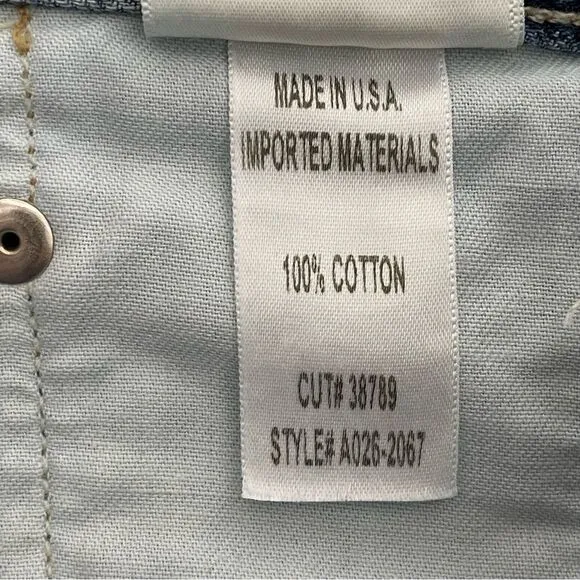 MADE IN U.S.A.
IMPORTED MATERIALS
100% COTTON
CUT# 38789
STYLE# A026-2067